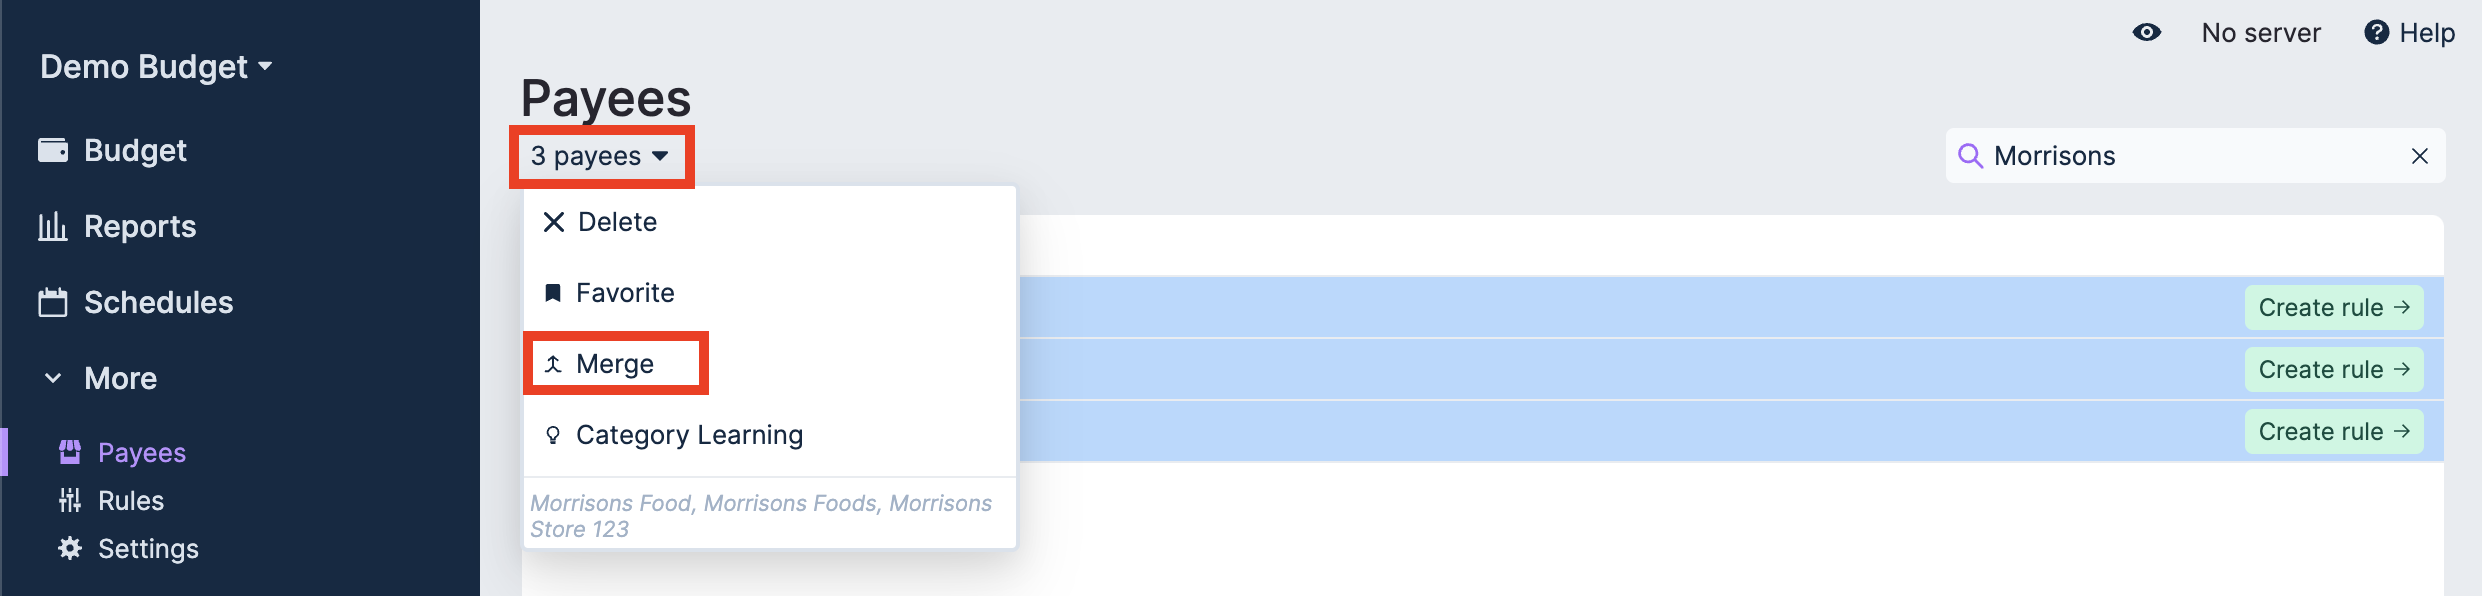 Demo Budget
Budget
Reports
Schedules
More
Payees
Rules
Settings
No server
Help
Payees
3 payees
Morrisons
Delete
Favorite
Merge
Category Learning
Morrisons Food, Morrisons Foods, Morrisons
Store 123
Create rule
Create rule
Create rule